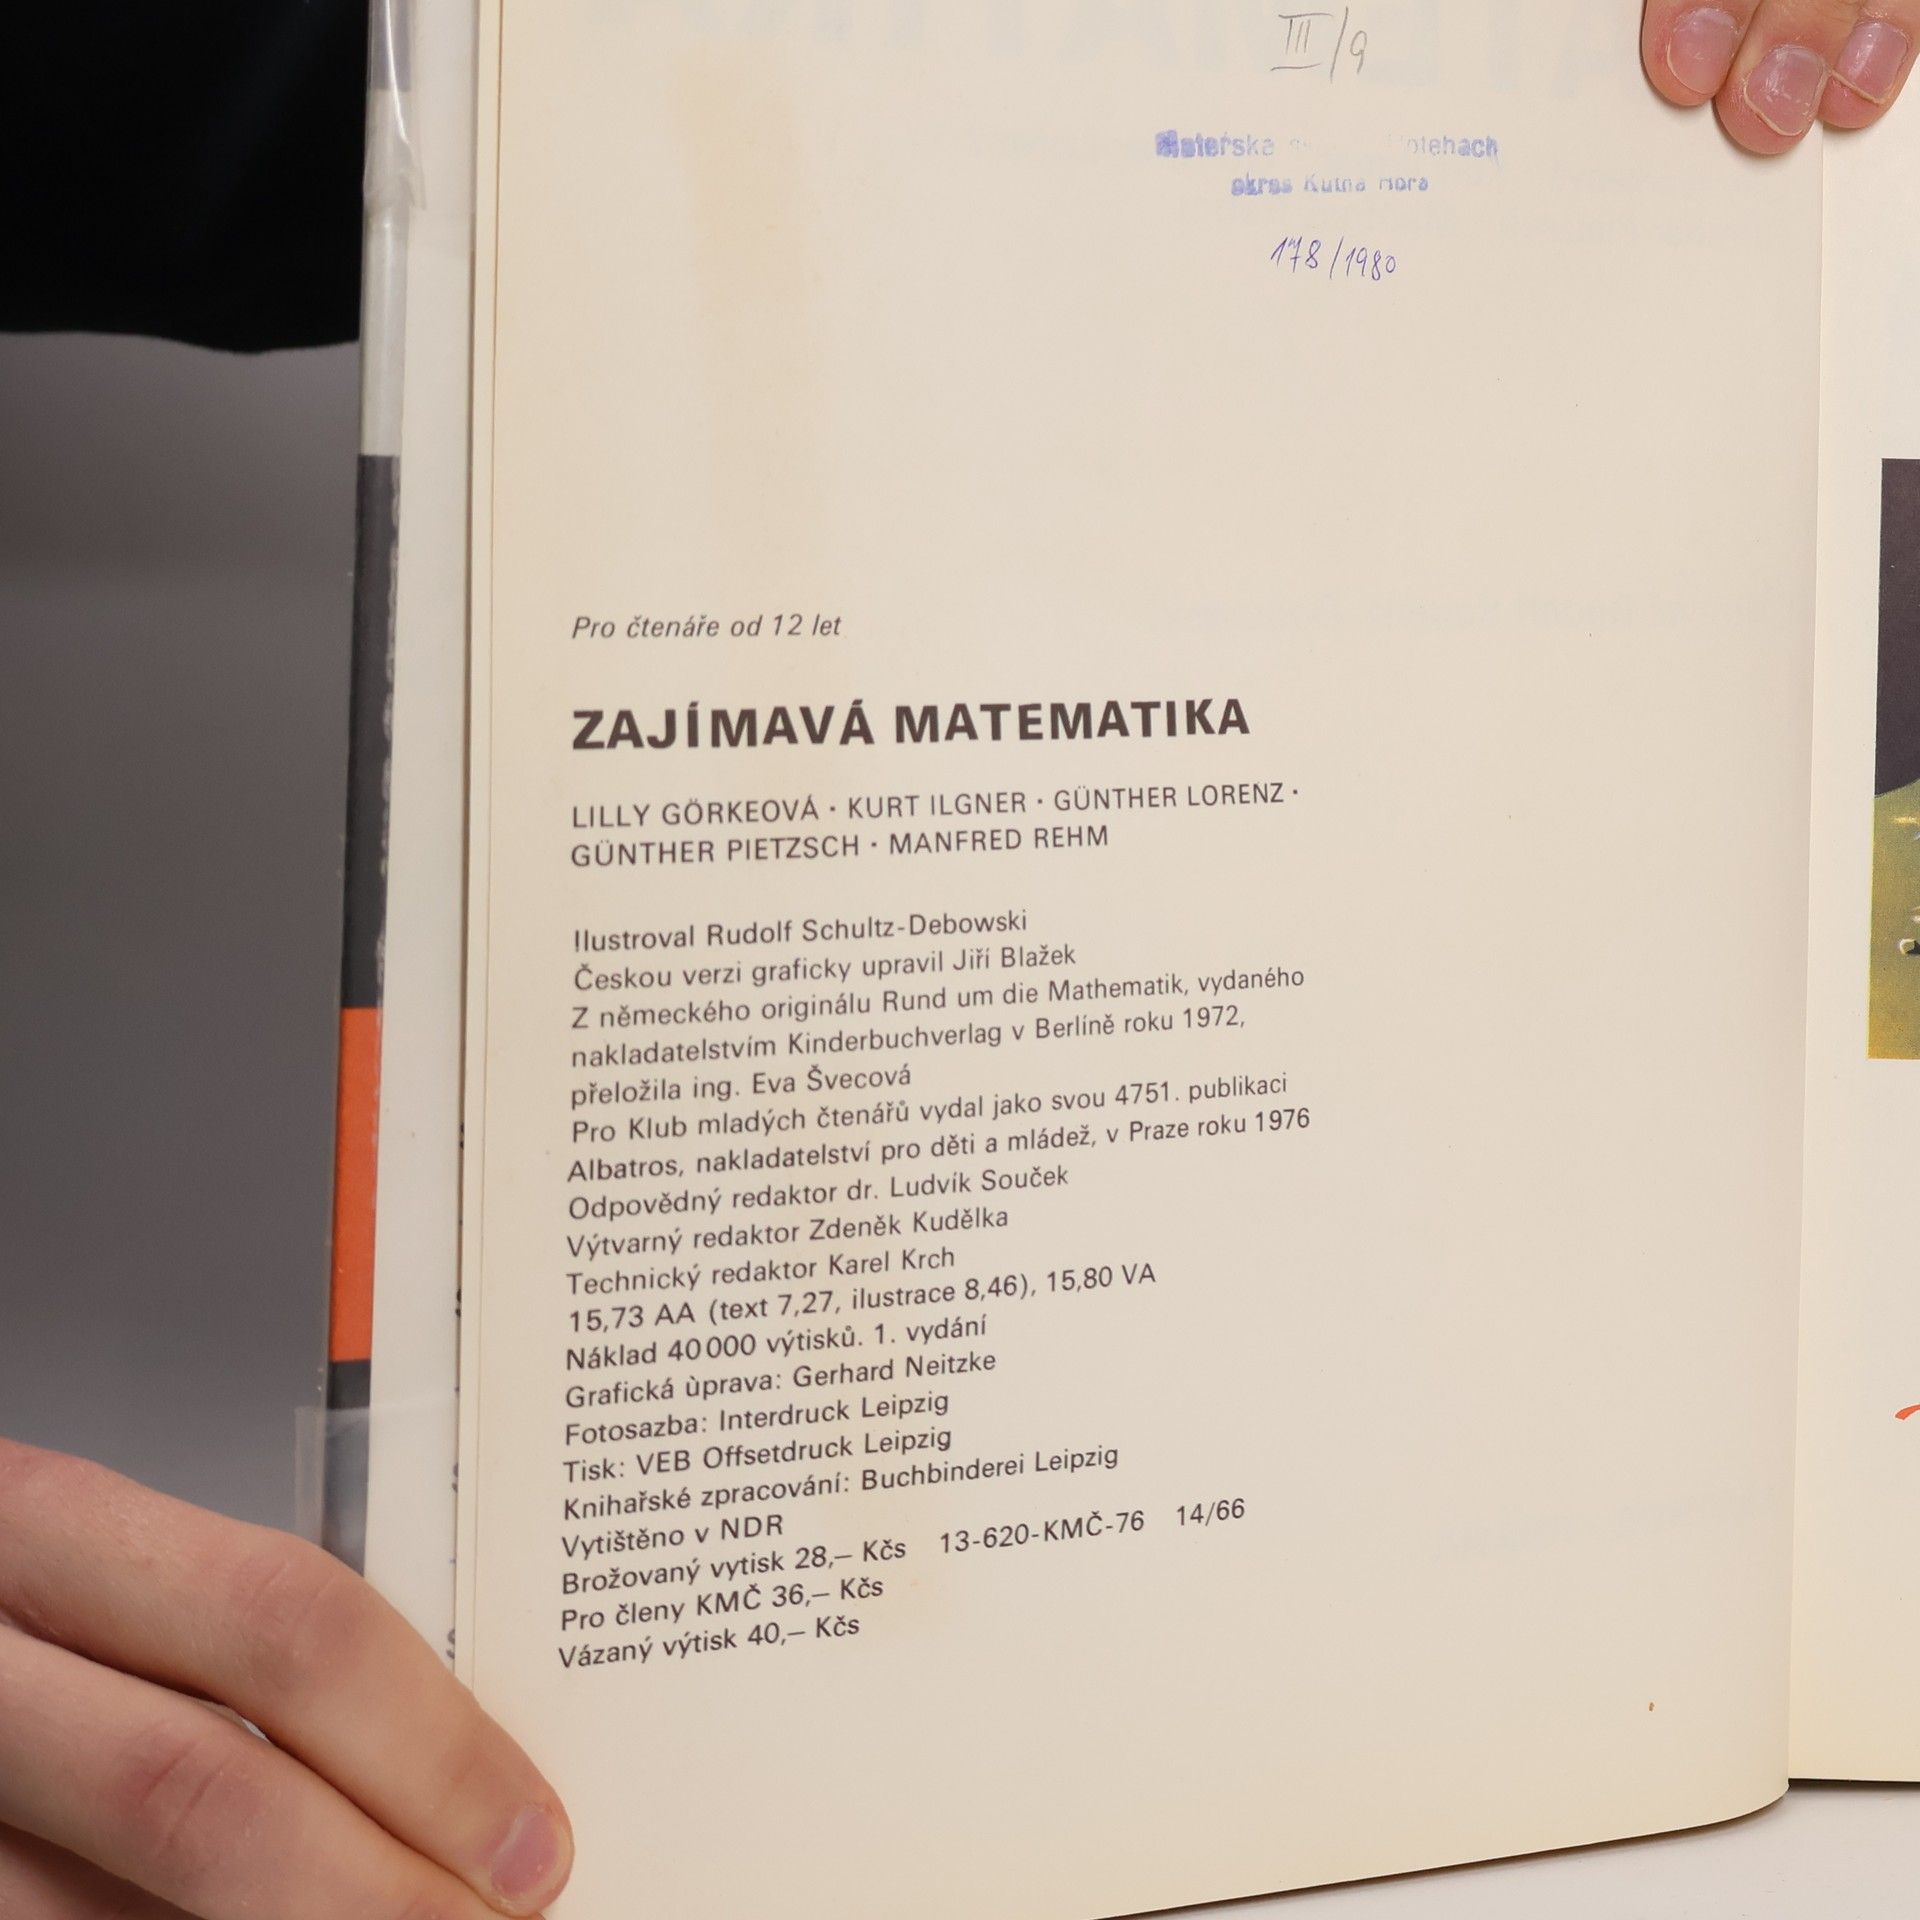 III/9
Mateřská
okres Kutná Hora
178/1980
Pro čtenáře od 12 let
ZAJÍMAVÁ MATEMATIKA
LILLY GÖRKEOVÁ · KURT ILGNER · GÜNTHER LORENZ ·
GÜNTHER PIETZSCH · MANFRED REHM
Ilustroval Rudolf Schultz-Debowski
Českou verzi graficky upravil Jiří Blažek
Z německého originálu Rund um die Mathematik, vydaného
nakladatelstvím Kinderbuchverlag v Berlíně roku 1972,
přeložila ing. Eva Švecová
Pro Klub mladých čtenářů vydal jako svou 4751. publikaci
Albatros, nakladatelství pro děti a mládež, v Praze roku 1976
Odpovědný redaktor dr. Ludvík Souček
Výtvarný redaktor Zdeněk Kudělka
Technický redaktor Karel Krch
15,73 AA (text 7,27, ilustrace 8,46), 15,80 VA
Náklad 40 000 výtisků. 1. vydání
Grafická ùprava: Gerhard Neitzke
Fotosazba: Interdruck Leipzig
Tisk: VEB Offsetdruck Leipzig
Knihařské zpracování: Buchbinderei Leipzig
Vytištěno v NDR
Brožovaný vytisk 28,– Kčs 13-620-KMČ-76 14/66
Pro členy KMČ 36,– Kčs
Vázaný výtisk 40,– Kčs